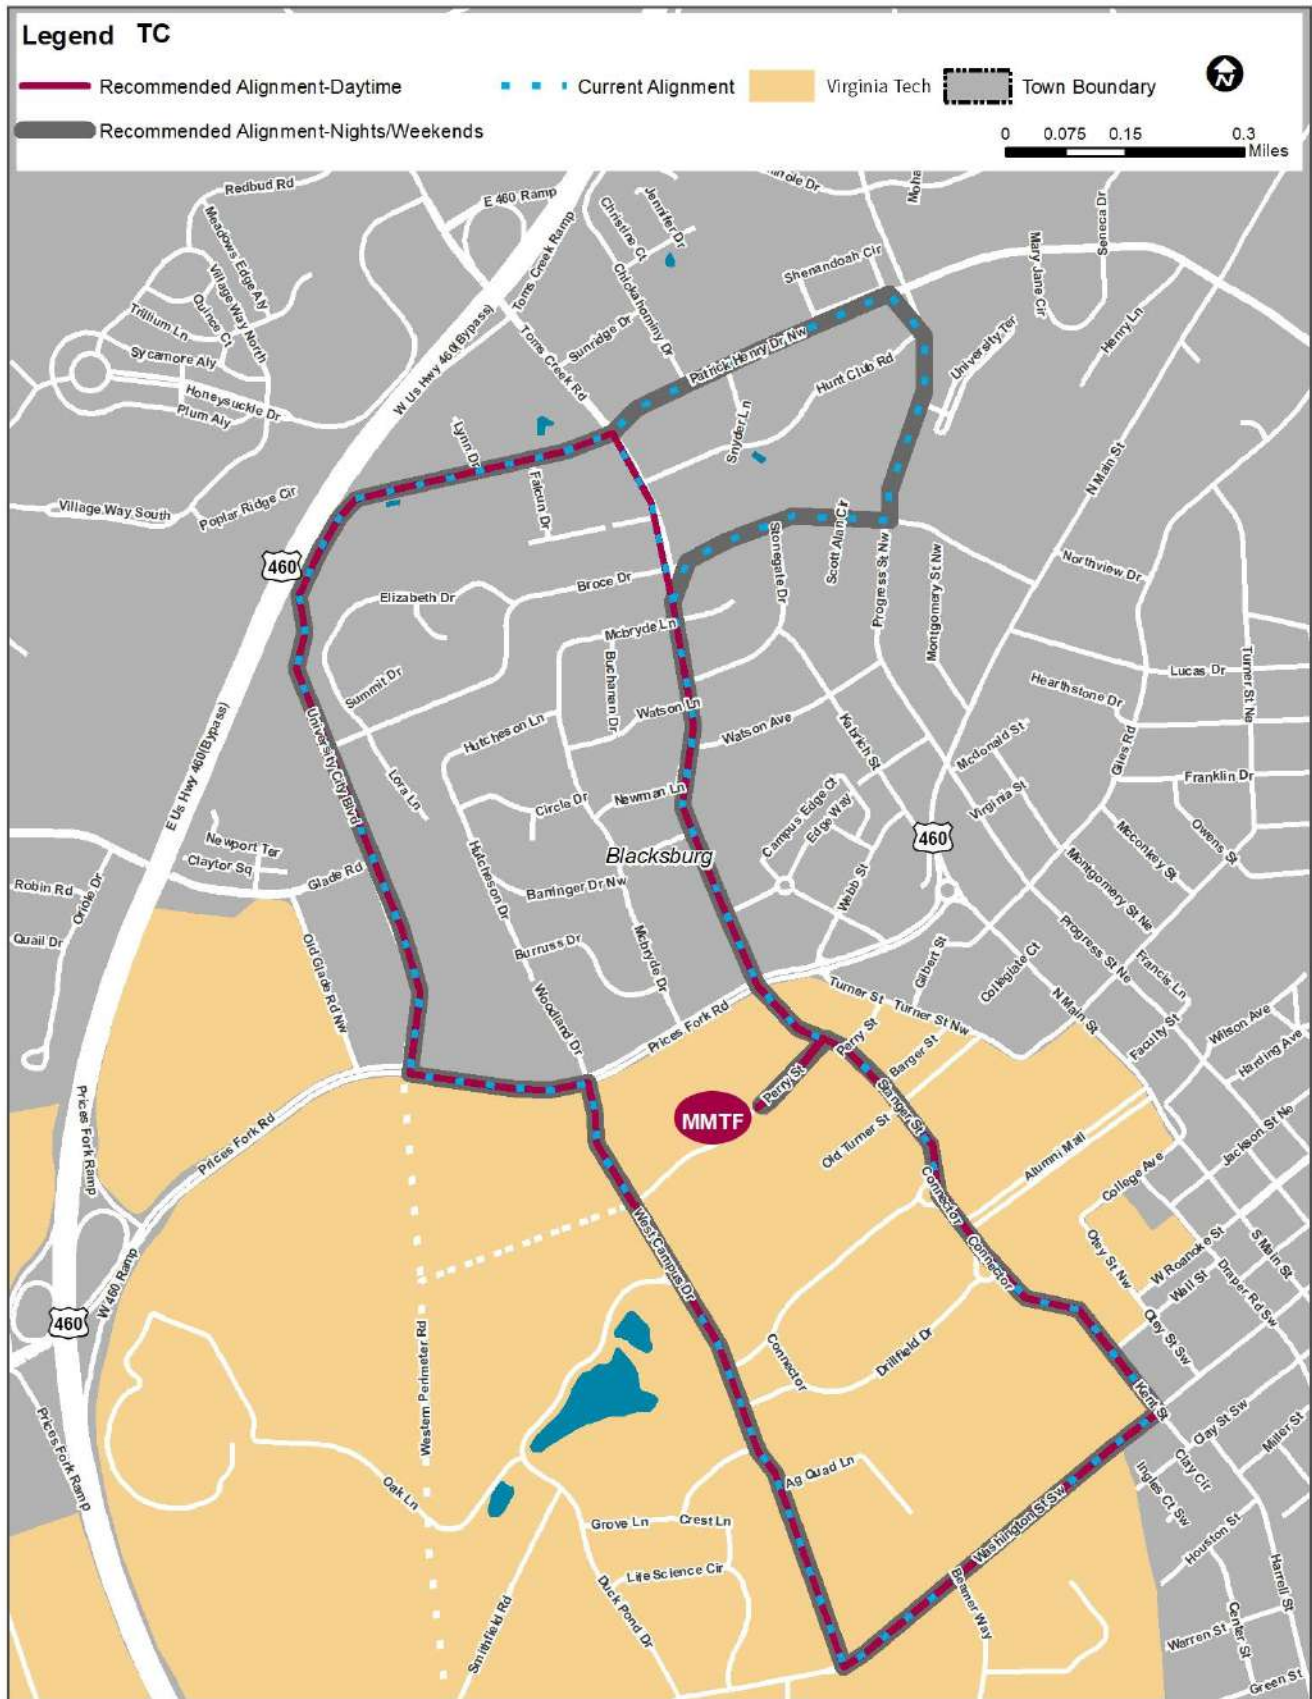 Legend TC
Recommended Alignment-Daytime
Current Alignment
Virginia Tech
Town Boundary
N
Recommended Alignment-Nights/Weekends
0 0.075 0.15 0.3
Miles
Redbud Rd
E 460 Ramp
Jennifer Dr
Christine Ct
Moha
Seneca Dr
Mary Jane Cir
Meadows Edge Aly
Village Way North
Toms Creek Ramp
Shenandoah Cir
Chickahominy Dr
Quince Ct
Trillium Ln
Sycamore Aly
Honeysuckle Dr
Plum Aly
W Us Hwy 460(Bypass)
Toms Creek Rd
Sunridge Dr
Patrick Henry Dr Nw
Hunt Club Rd
University Ter
Henry Ln
Snyder Ln
Lynn Dr
N Main St
Village Way South
Poplar Ridge Cir
Scott Alan Cir
Stonegate Dr
Progress St Nw
Montgomery St Nw
460
Broce Dr
Elizabeth Dr
Northview Dr
Mcbryde Ln
Buchanan Dr
Lucas Dr
Turner St Ne
Summit Dr
Hearthstone Dr
Watson Ln
Watson Ave
Hutcheson Ln
Kabrich St
Mcdonald St
Giles Rd
University City Blvd
E Us Hwy 460(Bypass)
Lora Ln
Circle Dr
Newman Ln
Campus Edge Ct
Edge Way
Virginia St
Franklin Dr
460
Owens St
Mcconkey St
Newport Ter
Claytor Sq
Glade Rd
Blacksburg
Hutcheson Dr
Webb St
Montgomery St Ne
Robin Rd
Oriole Dr
Barringer Dr Nw
Quail Dr
Old Glade Rd Nw
Burruss Dr
Mcbryde Dr
Gilbert St
Collegiate Ct
Progress St Ne
Francis Ln
Woodland Dr
Turner St
Turner St Nw
N Main St
Wilson Ave
Prices Fork Rd
Perry St
Barger St
Faculty St
Harding Ave
Perry St
MMTF
Stanger St
Old Turner St
Prices Fork Ramp
Prices Fork Rd
Alumni Mall
Jackson St Ne
College Ave
Connector
Connector
West Campus Dr
Otey St Nw
W Roanoke St
S Main St
Wall St
Draper Rd Sw
W 460 Ramp
460
Otey St Sw
Western Perimeter Rd
Connector
Drillfield Dr
Kent St
Prices Fork Ramp
Clay St Sw
Miller St
Clay Cir
Ingles Ct Sw
Ag Quad Ln
Oak Ln
Grove Ln
Crest Ln
Washington St Sw
Houston St
Life Science Cir
Duck Pond Dr
Beamer Way
Harrell St
Smithfield Rd
Center St
Warren St
Green St